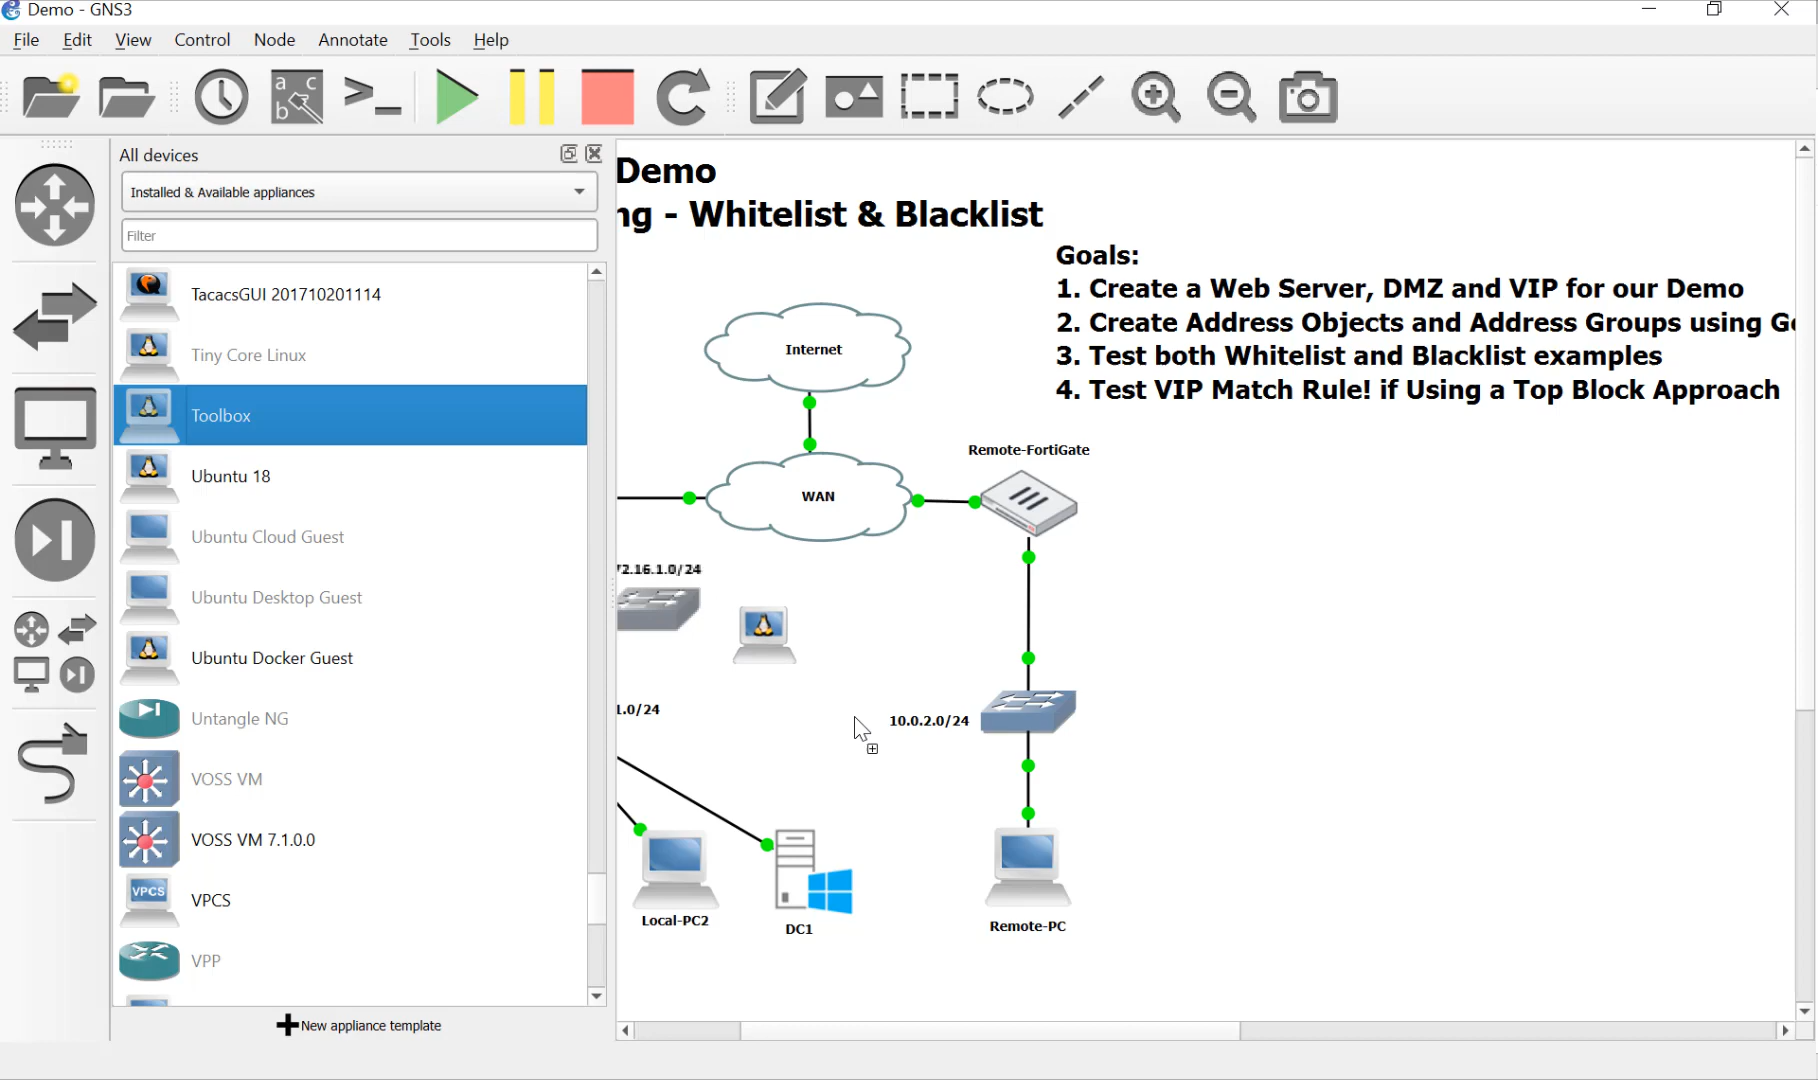 Demo - GNS3
File Edit View Control Node Annotate Tools Help
a c
b
>_
All devices
Installed & Available appliances
Filter
TacacsGUI 201710201114
Tiny Core Linux
Toolbox
Ubuntu 18
Ubuntu Cloud Guest
Ubuntu Desktop Guest
Ubuntu Docker Guest
Untangle NG
VOSS VM
VOSS VM 7.1.0.0
VPCS
VPCS
VPP
New appliance template
Demo
ng - Whitelist & Blacklist
Goals:
1. Create a Web Server, DMZ and VIP for our Demo
2. Create Address Objects and Address Groups using G
3. Test both Whitelist and Blacklist examples
4. Test VIP Match Rule! if Using a Top Block Approach
Internet
Remote-FortiGate
WAN
72.16.1.0/24
1.0/24
10.0.2.0/24
Local-PC2
DC1
Remote-PC